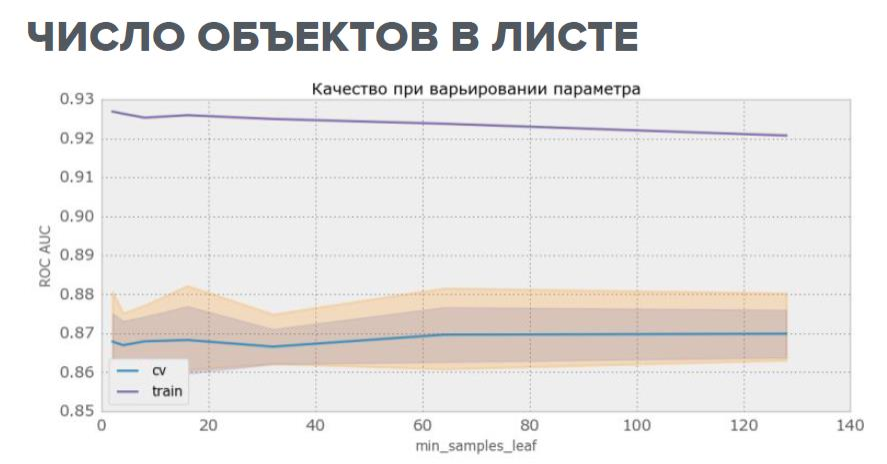 ЧИСЛО ОБЪЕКТОВ В ЛИСТЕ
Качество при варьировании параметра
0.93
0.92
0.91
0.90
0.89
0.88
0.87
0.86
0.85
ROC AUC
cv
train
0 20 40 60 80 100 120 140
min_samples_leaf